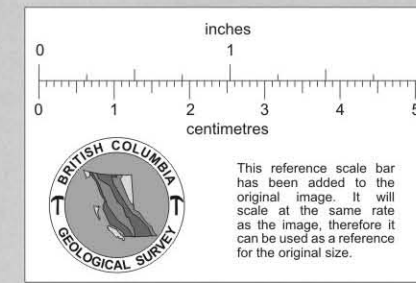 inches
0 1
0 1 2 3 4 5
centimetres
BRITISH COLUMBIA
GEOLOGICAL SURVEY
This reference scale bar
has been added to the
original image. It will
scale at the same rate
as the image, therefore it
can be used as a reference
for the original size.